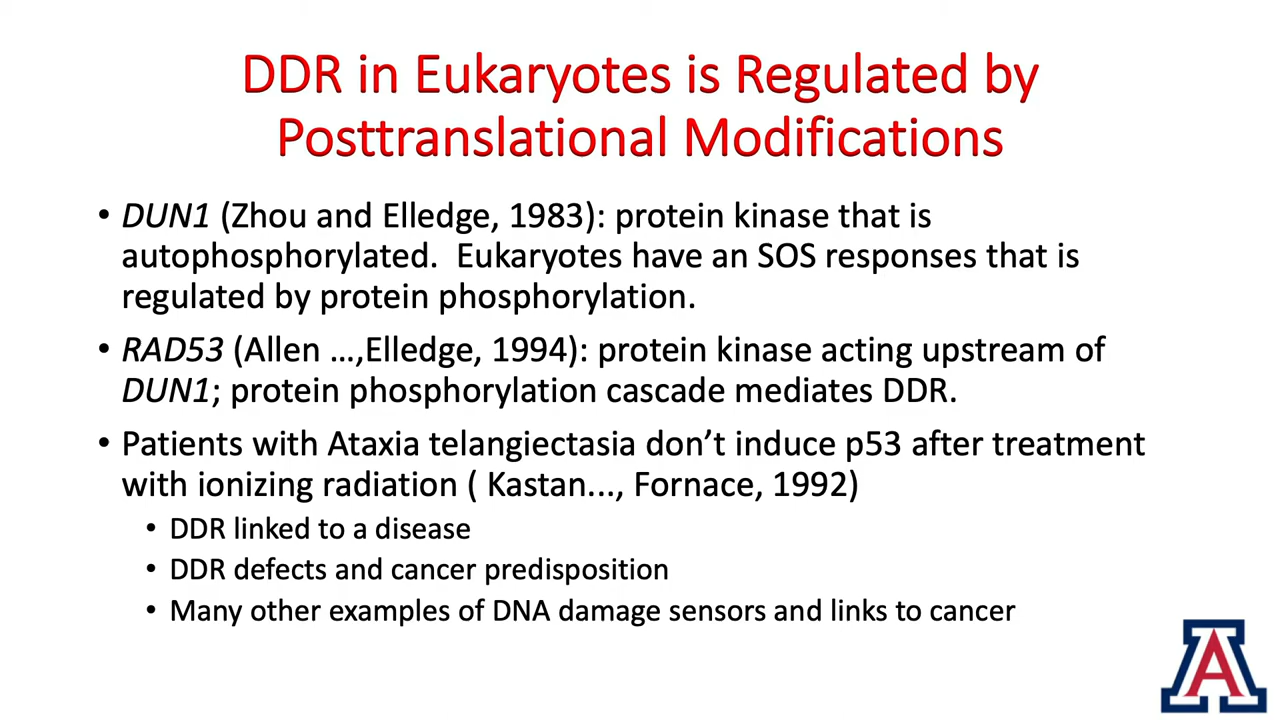 DDR in Eukaryotes is Regulated by
Posttranslational Modifications
• DUN1 (Zhou and Elledge, 1983): protein kinase that is
autophosphorylated.  Eukaryotes have an SOS responses that is
regulated by protein phosphorylation.
• RAD53 (Allen …,Elledge, 1994): protein kinase acting upstream of
DUN1; protein phosphorylation cascade mediates DDR.
• Patients with Ataxia telangiectasia don’t induce p53 after treatment
with ionizing radiation ( Kastan..., Fornace, 1992)
• DDR linked to a disease
• DDR defects and cancer predisposition
• Many other examples of DNA damage sensors and links to cancer
A